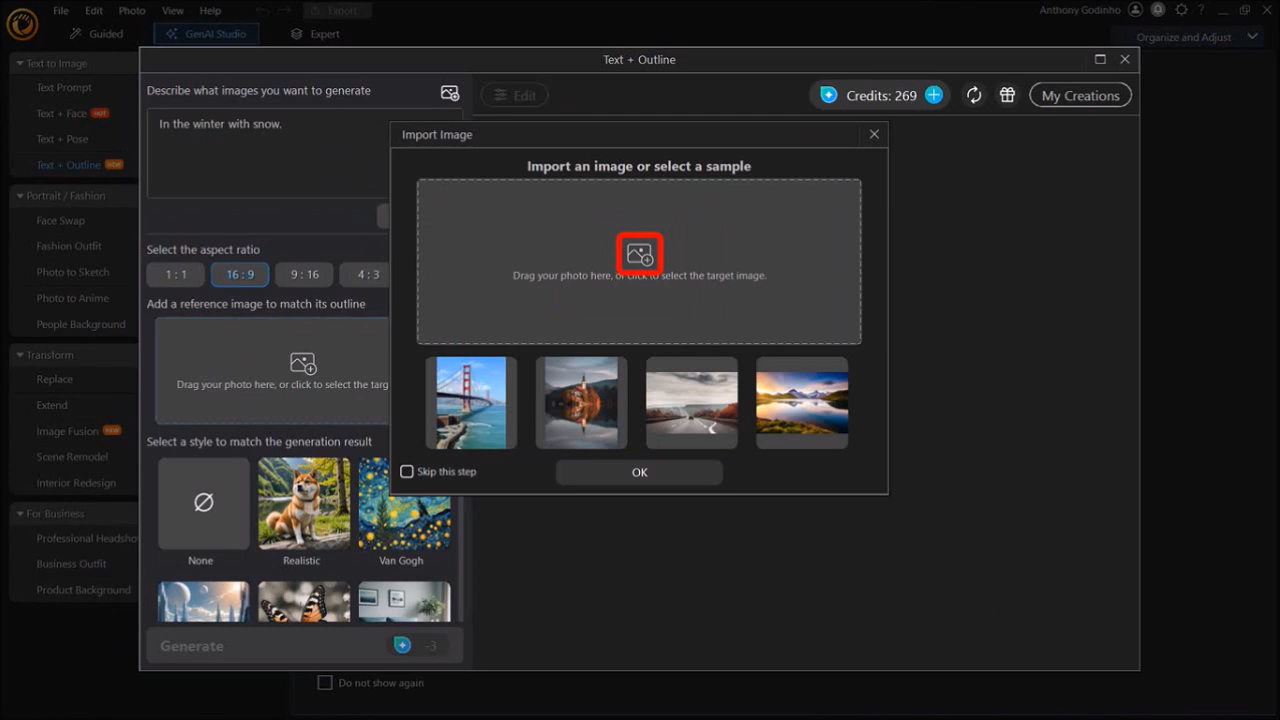 File Edit Photo View Help Export
Anthony Godinho ?
Guided GenAI Studio Expert
Organize and Adjust
Text + Outline
Text to Image
Text Prompt
Text + Face Hot
Text + Pose
Text + Outline NEW
Portrait / Fashion
Face Swap
Fashion Outfit
Photo to Sketch
Photo to Anime
People Background
Transform
Replace
Extend
Image Fusion NEW
Scene Remodel
Interior Redesign
For Business
Professional Headsho
Business Outfit
Product Background
Describe what images you want to generate
In the winter with snow.
Select the aspect ratio
1 : 1 16 : 9 9 : 16 4 : 3
Add a reference image to match its outline
Drag your photo here, or click to select the targ
Select a style to match the generation result
None Realistic Van Gogh
Generate -3
Edit
Credits: 269
My Creations
Import Image
Import an image or select a sample
Drag your photo here, or click to select the target image.
Skip this step
OK
Do not show again